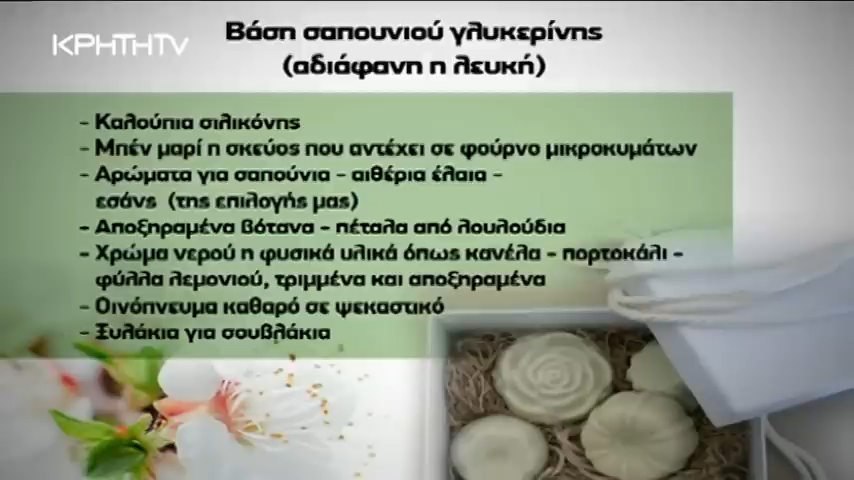 ΚΡΗΤΗTV
Βάση σαπουνιού γλυκερίνης
(αδιάφανη η λευκή)
- Καλούπια σιλικόνης
- Μπέν μαρί η σκεύος που αντέχει σε φούρνο μικροκυμάτων
- Αρώματα για σαπούνια - αιθέρια έλαια -
εσάνς (της επιλογής μας)
- Αποξηραμένα βότανα - πέταλα από λουλούδια
- Χρώμα νερού η φυσικά υλικά όπως κανέλα - πορτοκάλι -
φύλλα λεμονιού, τριμμένα και αποξηραμένα
- Οινόπνευμα καθαρό σε ψεκαστικό
- Ξυλάκια για σουβλάκια